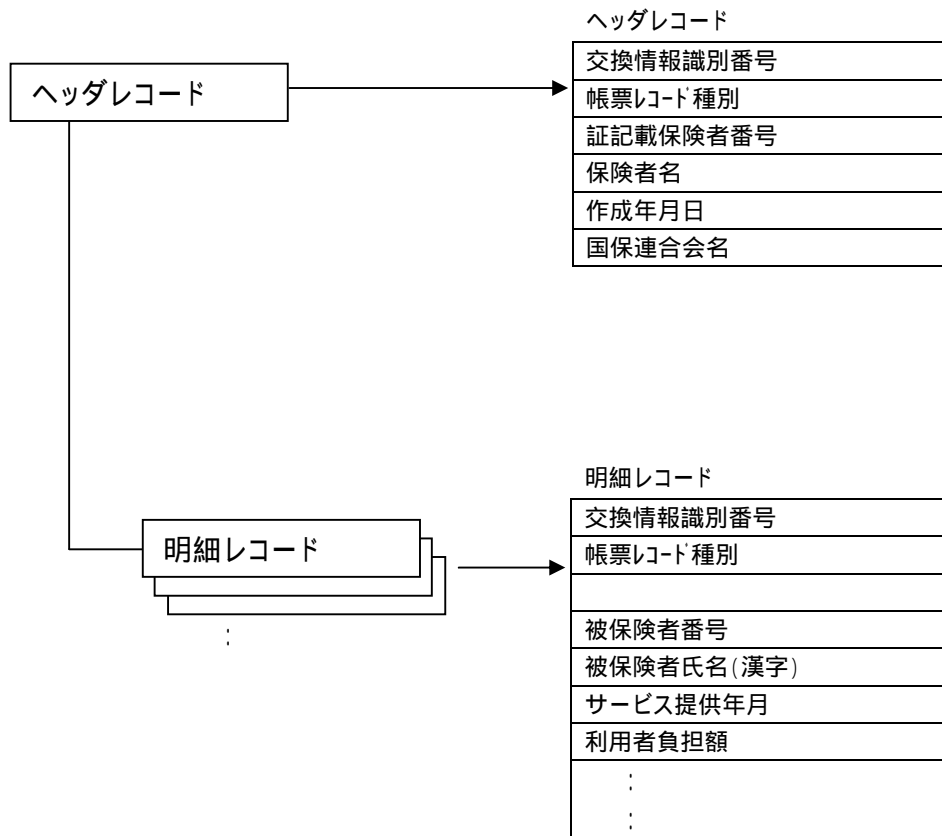 ヘッダレコード
ヘッダレコード
交換情報識別番号
帳票ﾚｺｰﾄﾞ種別
証記載保険者番号
保険者名
作成年月日
国保連合会名
明細レコード
明細レコード
:
交換情報識別番号
帳票ﾚｺｰﾄﾞ種別
被保険者番号
被保険者氏名(漢字)
サービス提供年月
利用者負担額
:
: